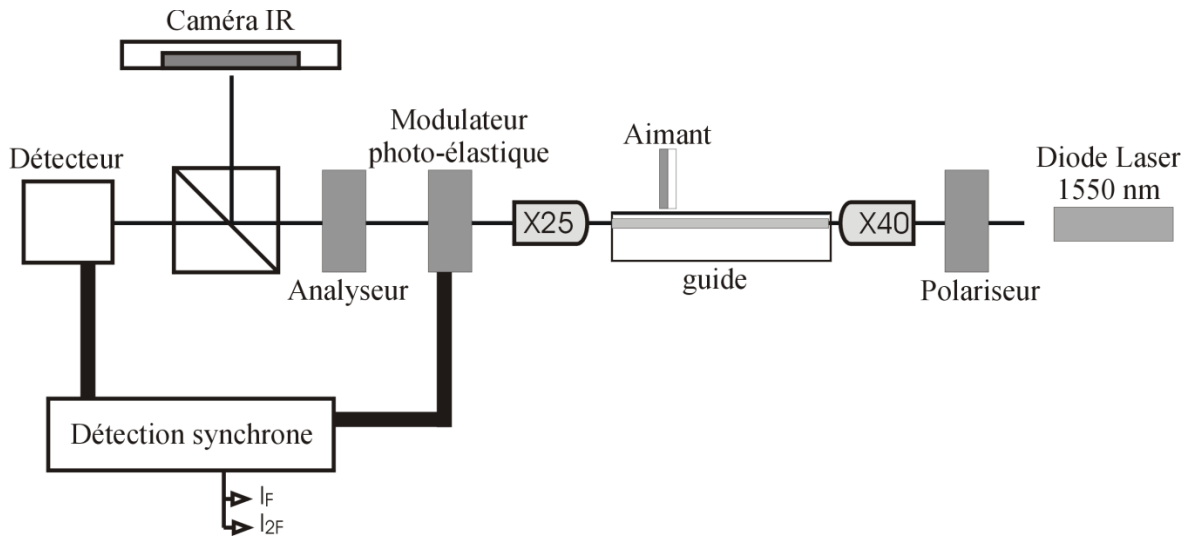 Caméra IR
Modulateur
photo-élastique
Aimant
Détecteur
Diode Laser
1550 nm
X25
X40
Analyseur
guide
Polariseur
Détection synchrone
IF
I2F